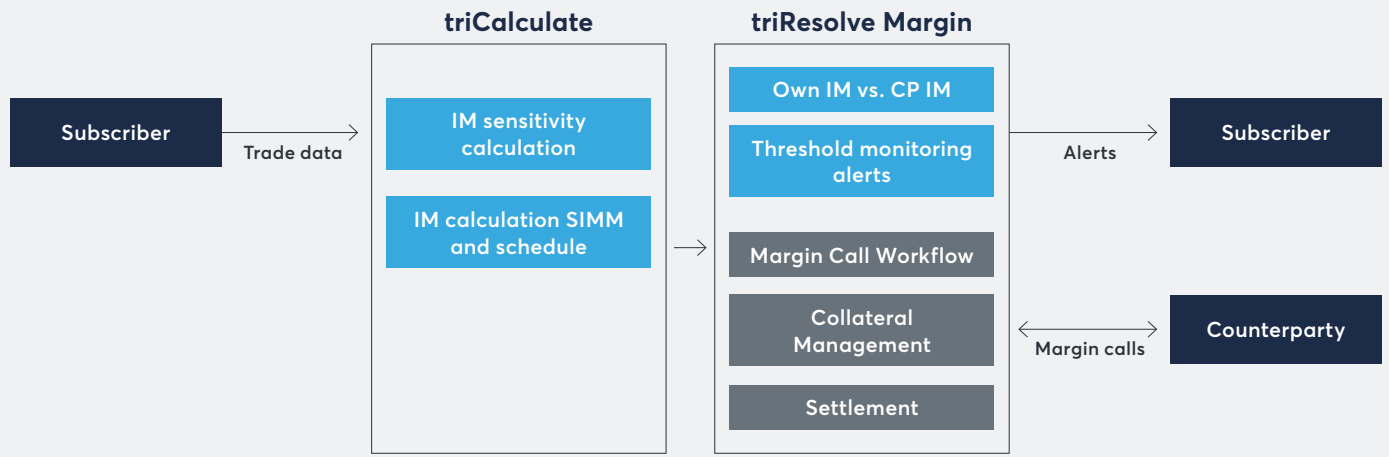 triCalculate
triResolve Margin
Subscriber
Trade data
IM sensitivity
calculation
IM calculation SIMM
and schedule
Own IM vs. CP IM
Threshold monitoring
alerts
Margin Call Workflow
Collateral
Management
Settlement
Alerts
Subscriber
Margin calls
Counterparty